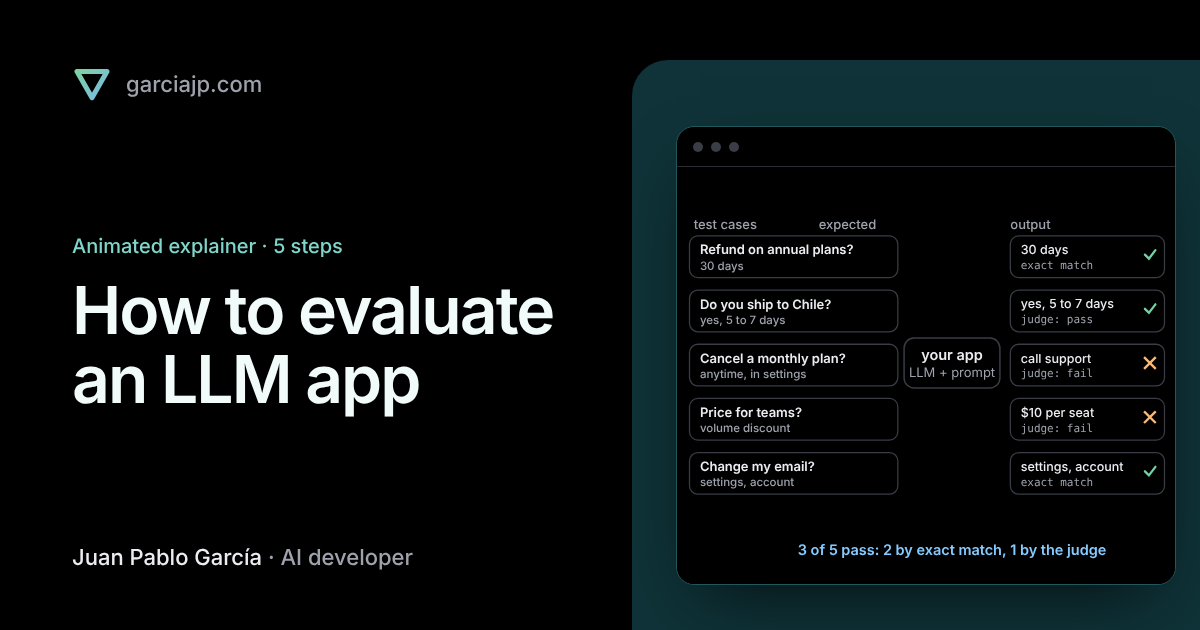 garciajp.com
Animated explainer · 5 steps
How to evaluate
an LLM app
Juan Pablo García · AI developer
test cases
expected
output
Refund on annual plans?
30 days
30 days
exact match
Do you ship to Chile?
yes, 5 to 7 days
yes, 5 to 7 days
judge: pass
Cancel a monthly plan?
anytime, in settings
your app
LLM + prompt
call support
judge: fail
Price for teams?
volume discount
$10 per seat
judge: fail
Change my email?
settings, account
settings, account
exact match
3 of 5 pass: 2 by exact match, 1 by the judge